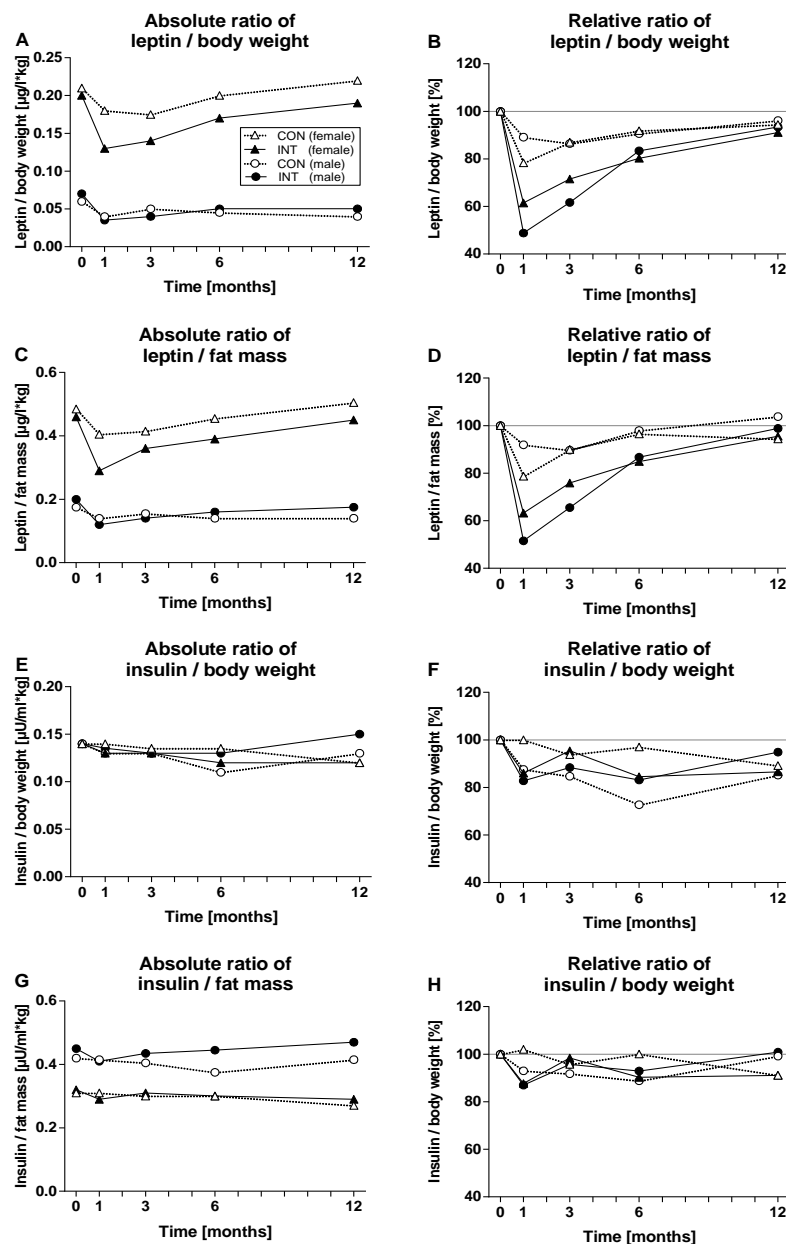 A
Absolute ratio of
leptin / body weight
Leptin / body weight [µg/l*kg]
0.25
0.20
0.15
0.10
0.05
0.00
CON (female)
INT (female)
CON (male)
INT (male)
0 1 3 6 12
Time [months]
B
Relative ratio of
leptin / body weight
Leptin / body weight [%]
120
100
80
60
40
0 1 3 6 12
Time [months]
C
Absolute ratio of
leptin / fat mass
Leptin / fat mass [µg/l*kg]
0.6
0.4
0.2
0.0
0 1 3 6 12
Time [months]
D
Relative ratio of
leptin / fat mass
Leptin / fat mass [%]
120
100
80
60
40
0 1 3 6 12
Time [months]
E
Absolute ratio of
insulin / body weight
Insulin / body weight [µU/ml*kg]
0.20
0.15
0.10
0.05
0.00
0 1 3 6 12
Time [months]
F
Relative ratio of
insulin / body weight
Insulin / body weight [%]
120
100
80
60
40
0 1 3 6 12
Time [months]
G
Absolute ratio of
insulin / fat mass
Insulin / fat mass [µU/ml*kg]
0.6
0.4
0.2
0.0
0 1 3 6 12
Time [months]
H
Relative ratio of
insulin / body weight
Insulin / body weight [%]
120
100
80
60
40
0 1 3 6 12
Time [months]